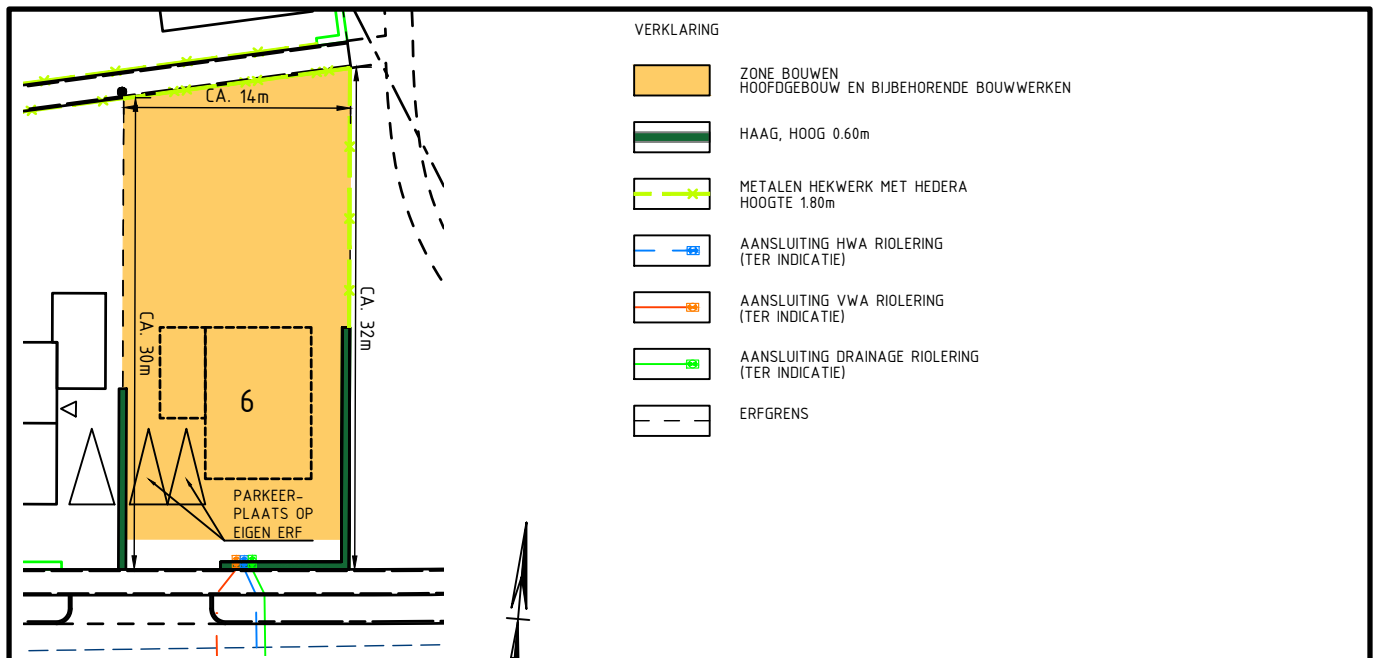 CA. 14m
CA. 30m
CA. 32m
6
PARKEER-
PLAATS OP
EIGEN ERF
VERKLARING
ZONE BOUWEN
HOOFDGEBOUW EN BIJBEHORENDE BOUWWERKEN
HAAG, HOOG 0.60m
METALEN HEKWERK MET HEDERA
HOOGTE 1.80m
AANSLUITING HWA RIOLERING
(TER INDICATIE)
AANSLUITING VWA RIOLERING
(TER INDICATIE)
AANSLUITING DRAINAGE RIOLERING
(TER INDICATIE)
ERFGRENS